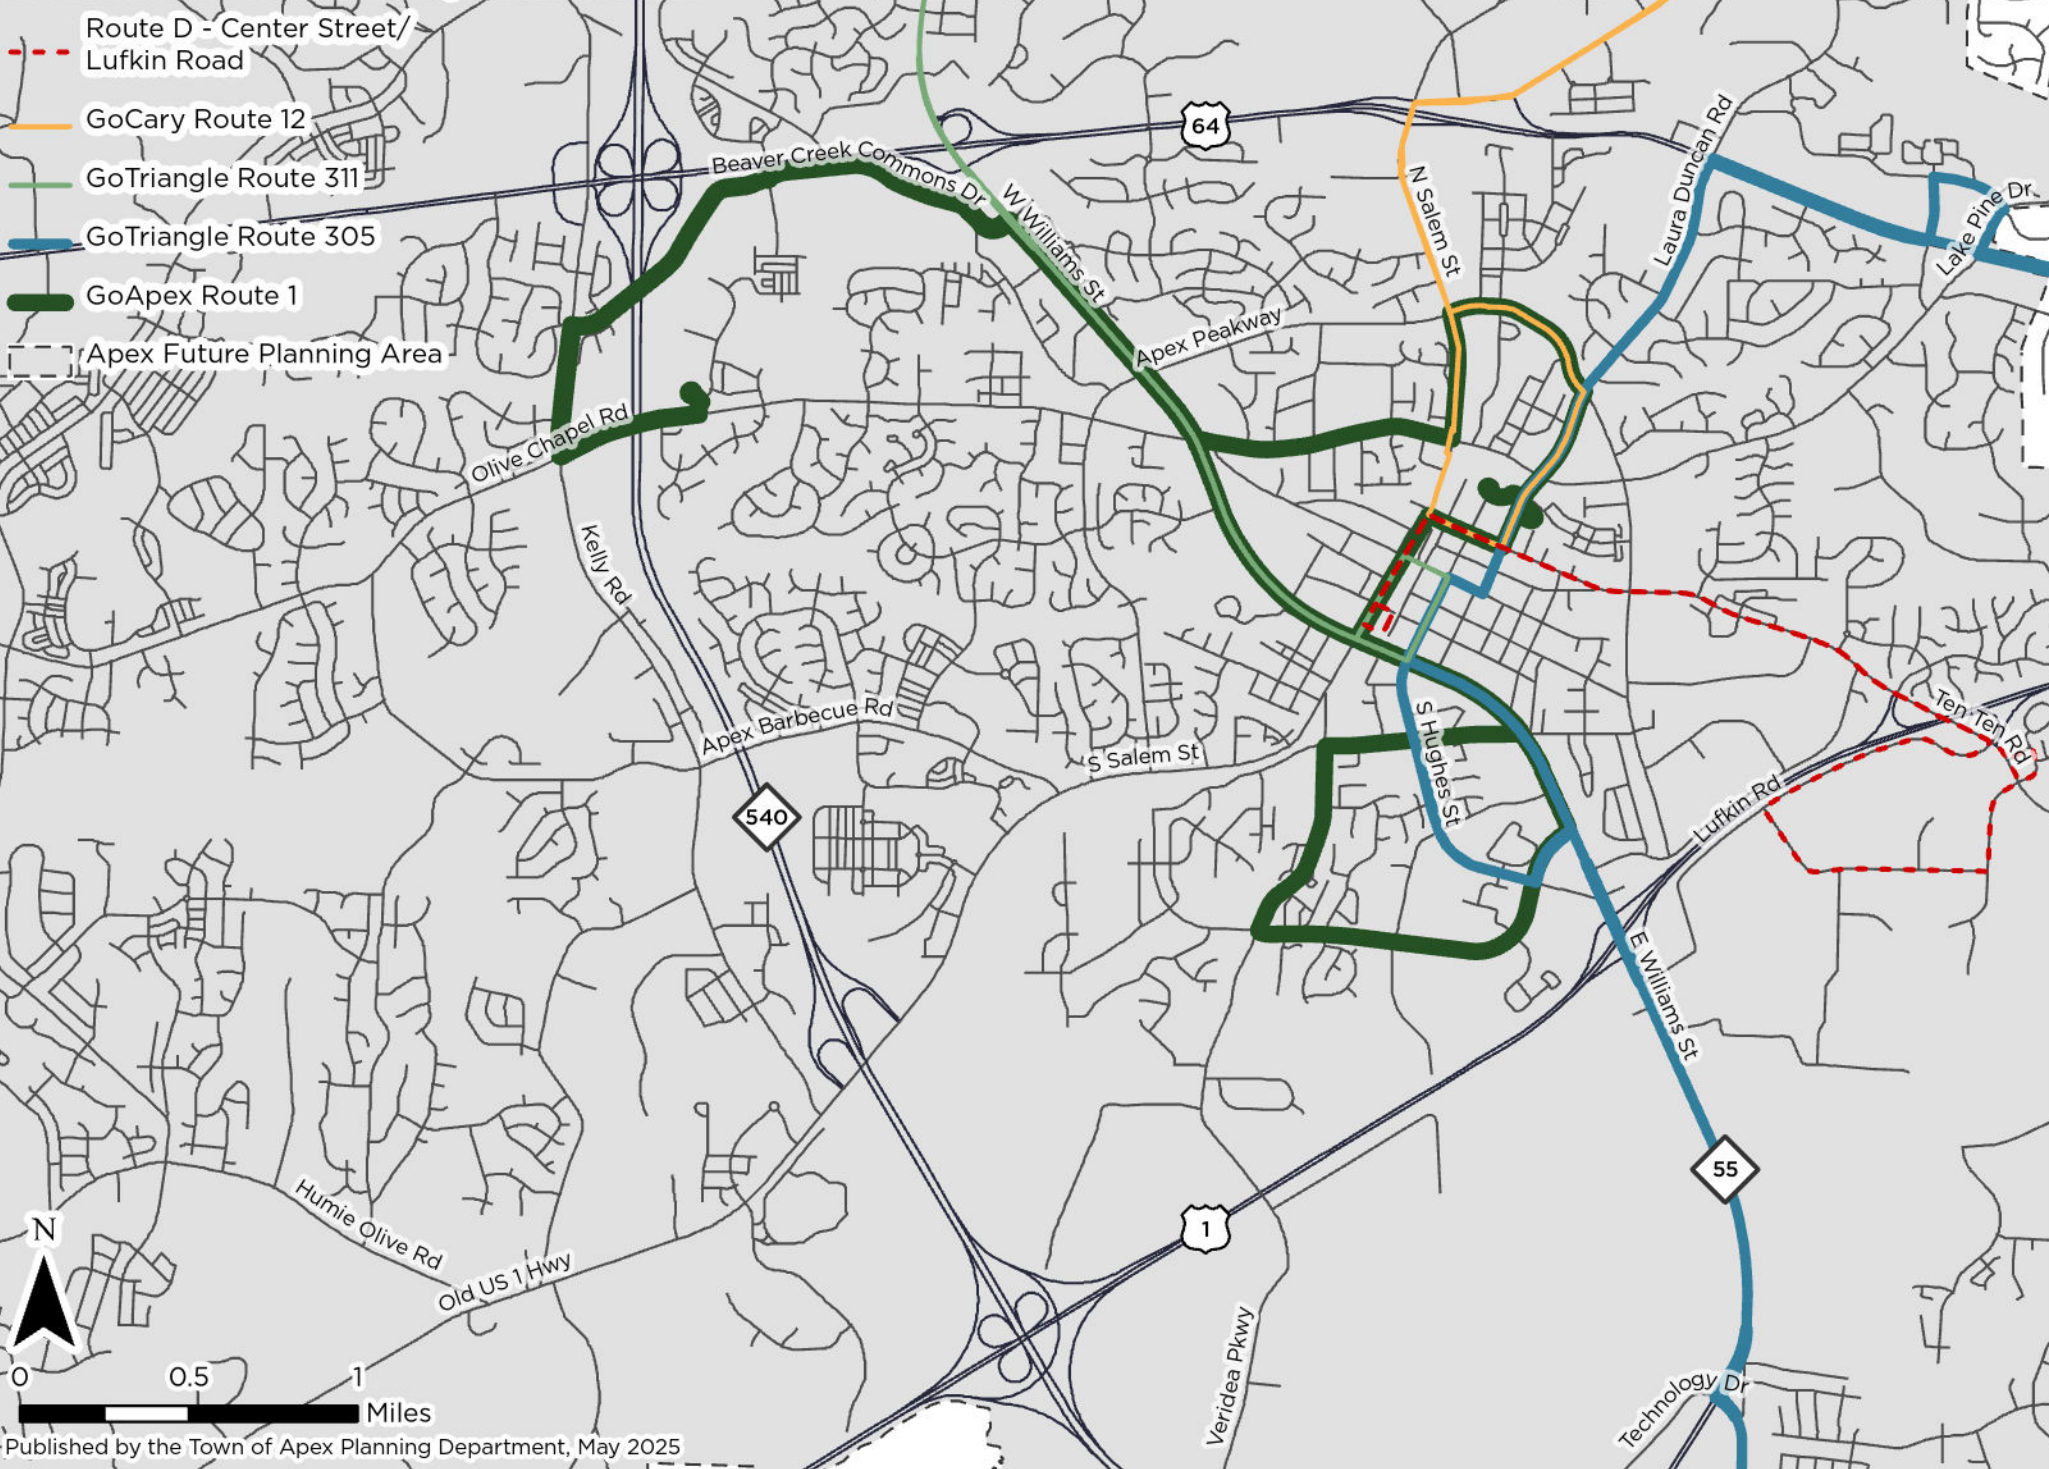 Route D - Center Street/
Lufkin Road
GoCary Route 12
GoTriangle Route 311
GoTriangle Route 305
GoApex Route 1
Apex Future Planning Area
64
Beaver Creek Commons Dr
W Williams St
N Salem St
Laura Duncan Rd
Lake Pine Dr
Apex Peakway
Olive Chapel Rd
Kelly Rd
Apex Barbecue Rd
S Salem St
S Hughes St
Ten Ten Rd
Lufkin Rd
540
E Williams St
55
1
Humie Olive Rd
Old US 1 Hwy
Veridea Pkwy
Technology Dr
N
0 0.5 1
Miles
Published by the Town of Apex Planning Department, May 2025